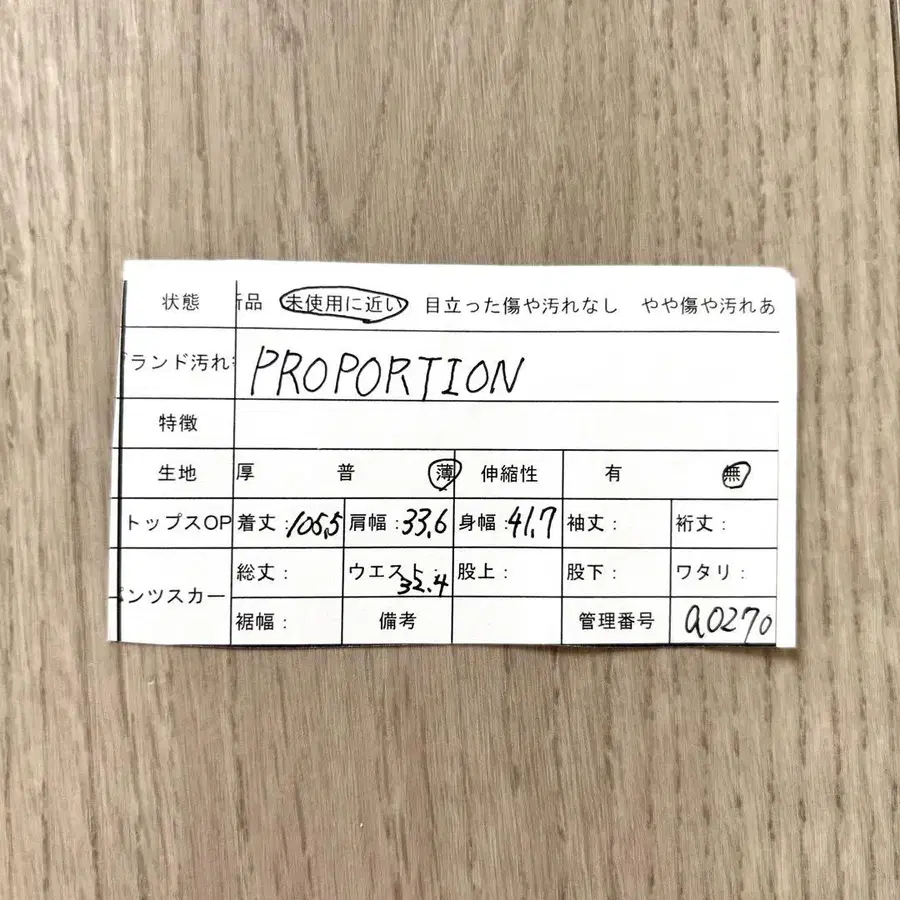 状態 品 未使用に近い 目立った傷や汚れなし やや傷や汚れあ
ランド汚れ PROPORTION
特徴
生地 厚 普 薄 伸縮性 有 無
トップスOP 着丈：105.5 肩幅：33.6 身幅：41.7 袖丈： 裄丈：
ンツスカー 総丈： ウエスト：32.4 股上： 股下： ワタリ：
裾幅： 備考 管理番号 a0270